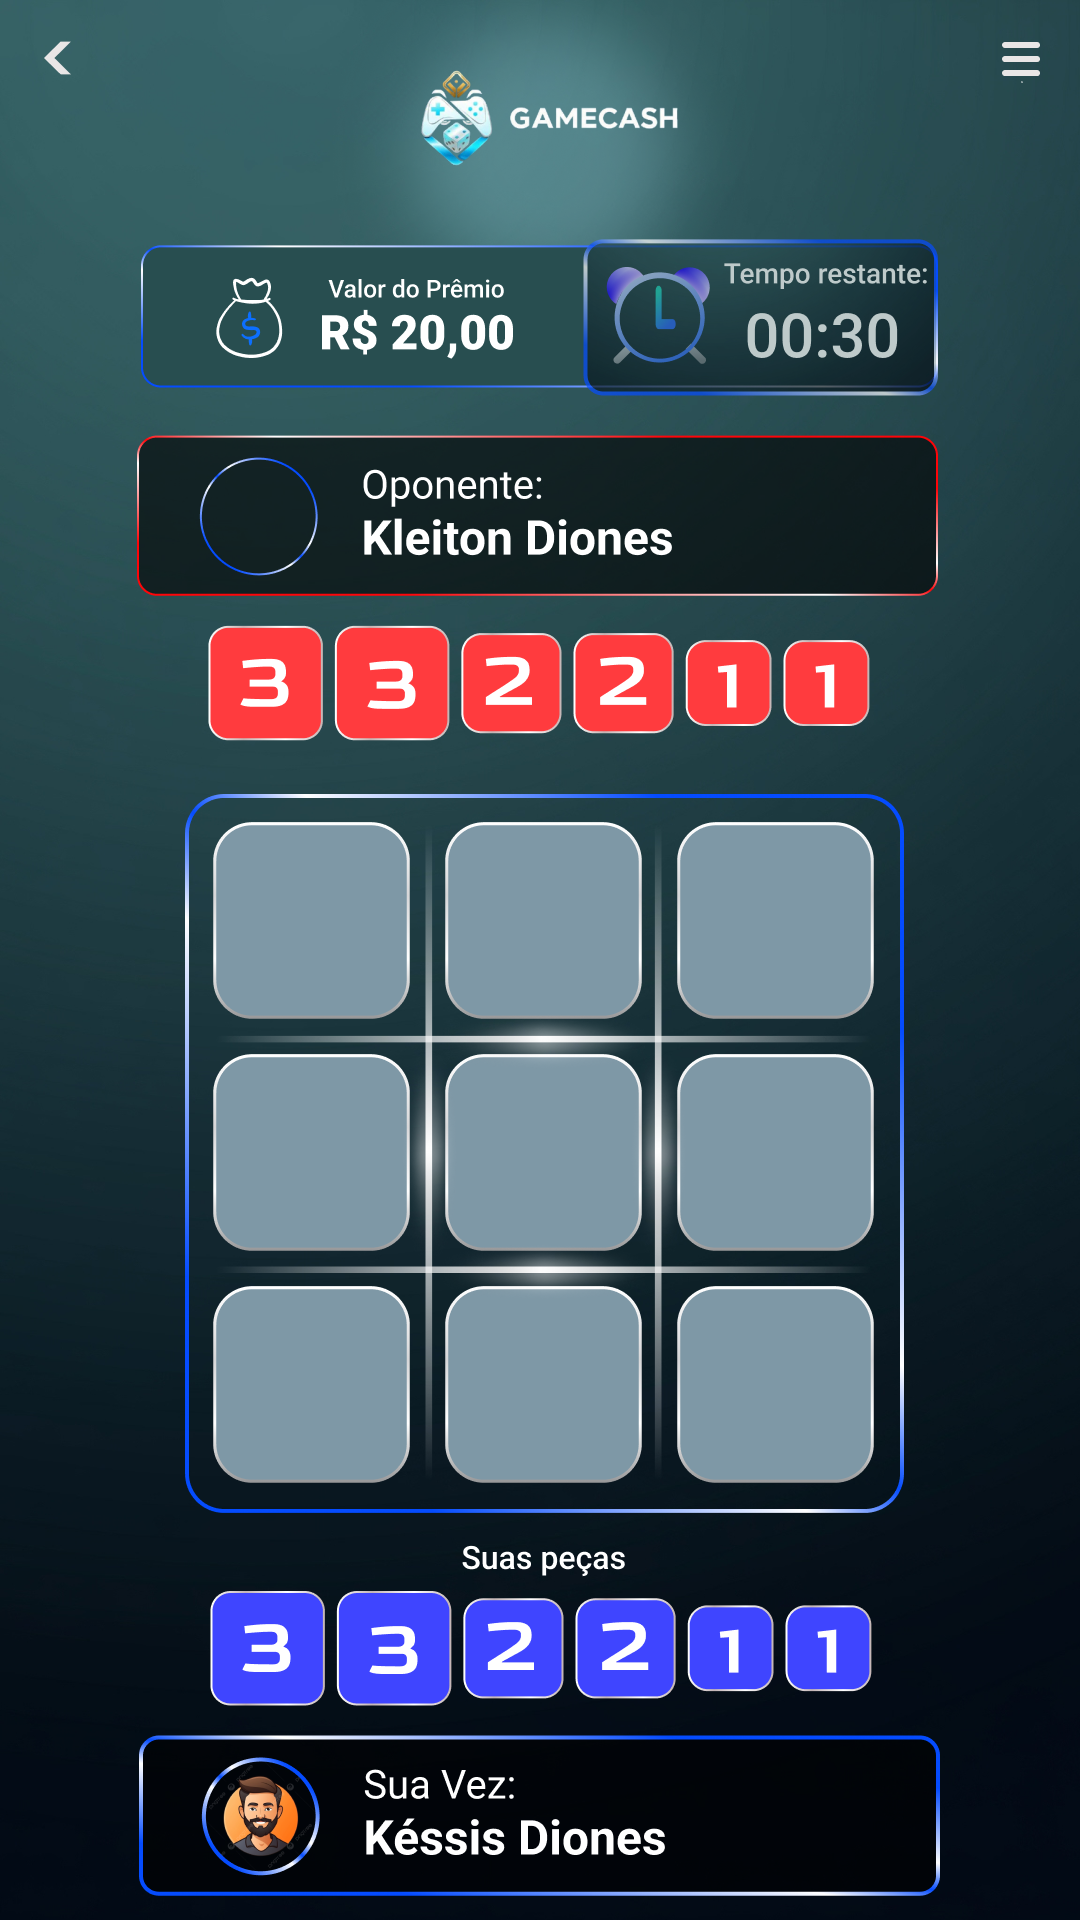 GAMECASH
Valor do Prêmio
R$ 20,00
$
Tempo restante:
00:30
Oponente:
Kleiton Diones
3 3 2 2 1 1
Suas peças
3 3 2 2 1 1
Sua Vez:
Késsis Diones